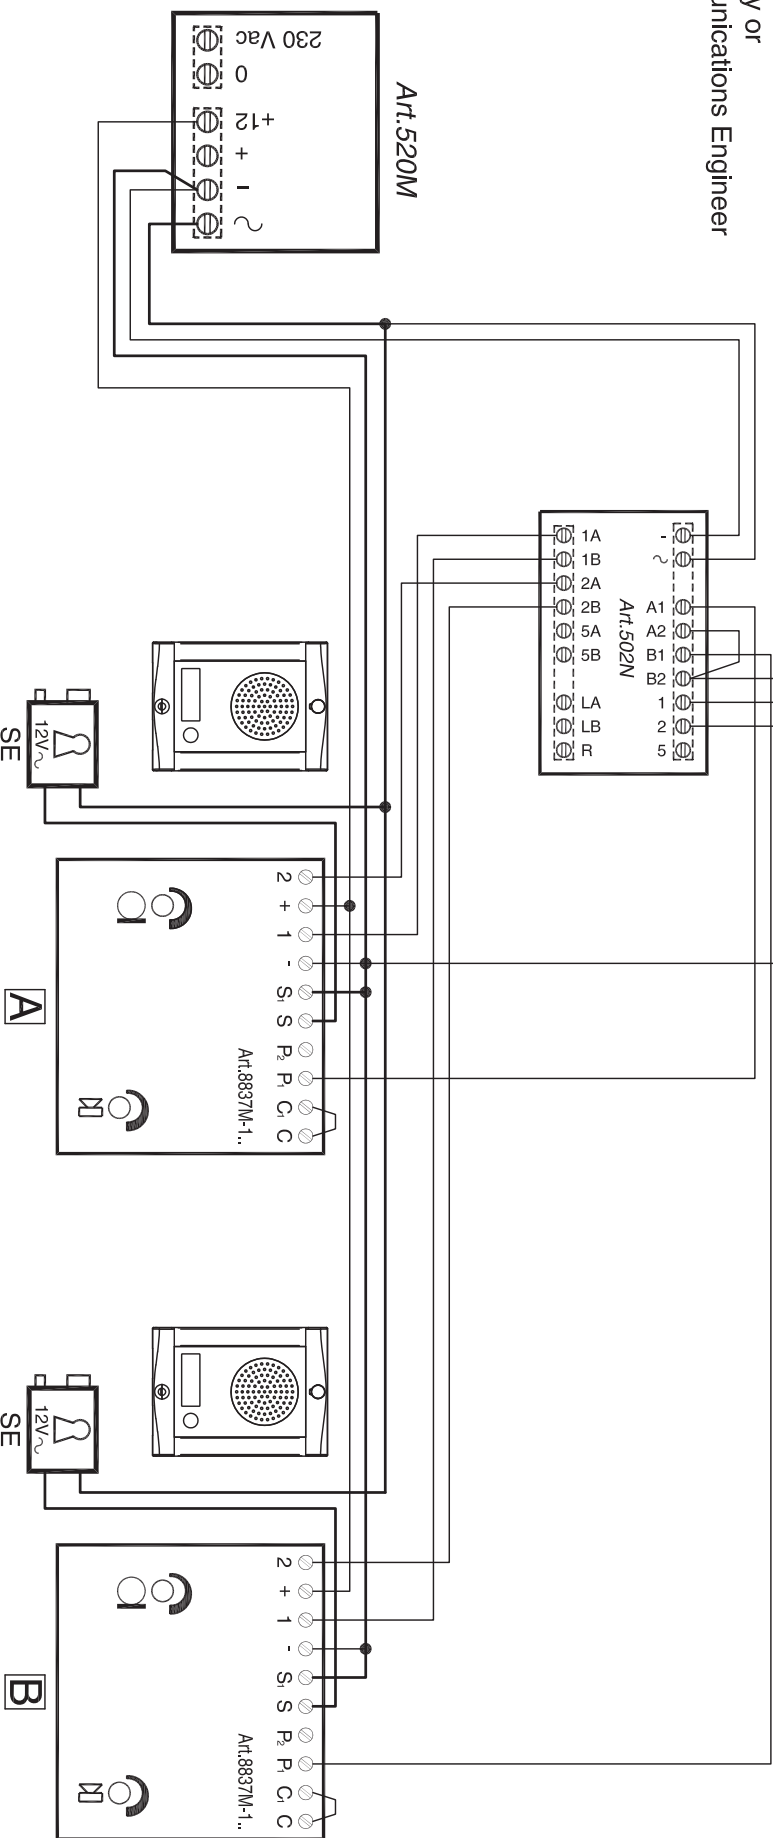 y or
unications Engineer
Art.520M
230 Vac
0
+12
+
-
~
Art.502N
1A
1B
2A
2B
5A
5B
LA
LB
R
-
~
A1
A2
B1
B2
1
2
5
12V~
SE
2
+
1
-
S1
S
P2
P1
C1
C
Art.8837M-1..
A
12V~
SE
2
+
1
-
S1
S
P2
P1
C1
C
Art.8837M-1..
B